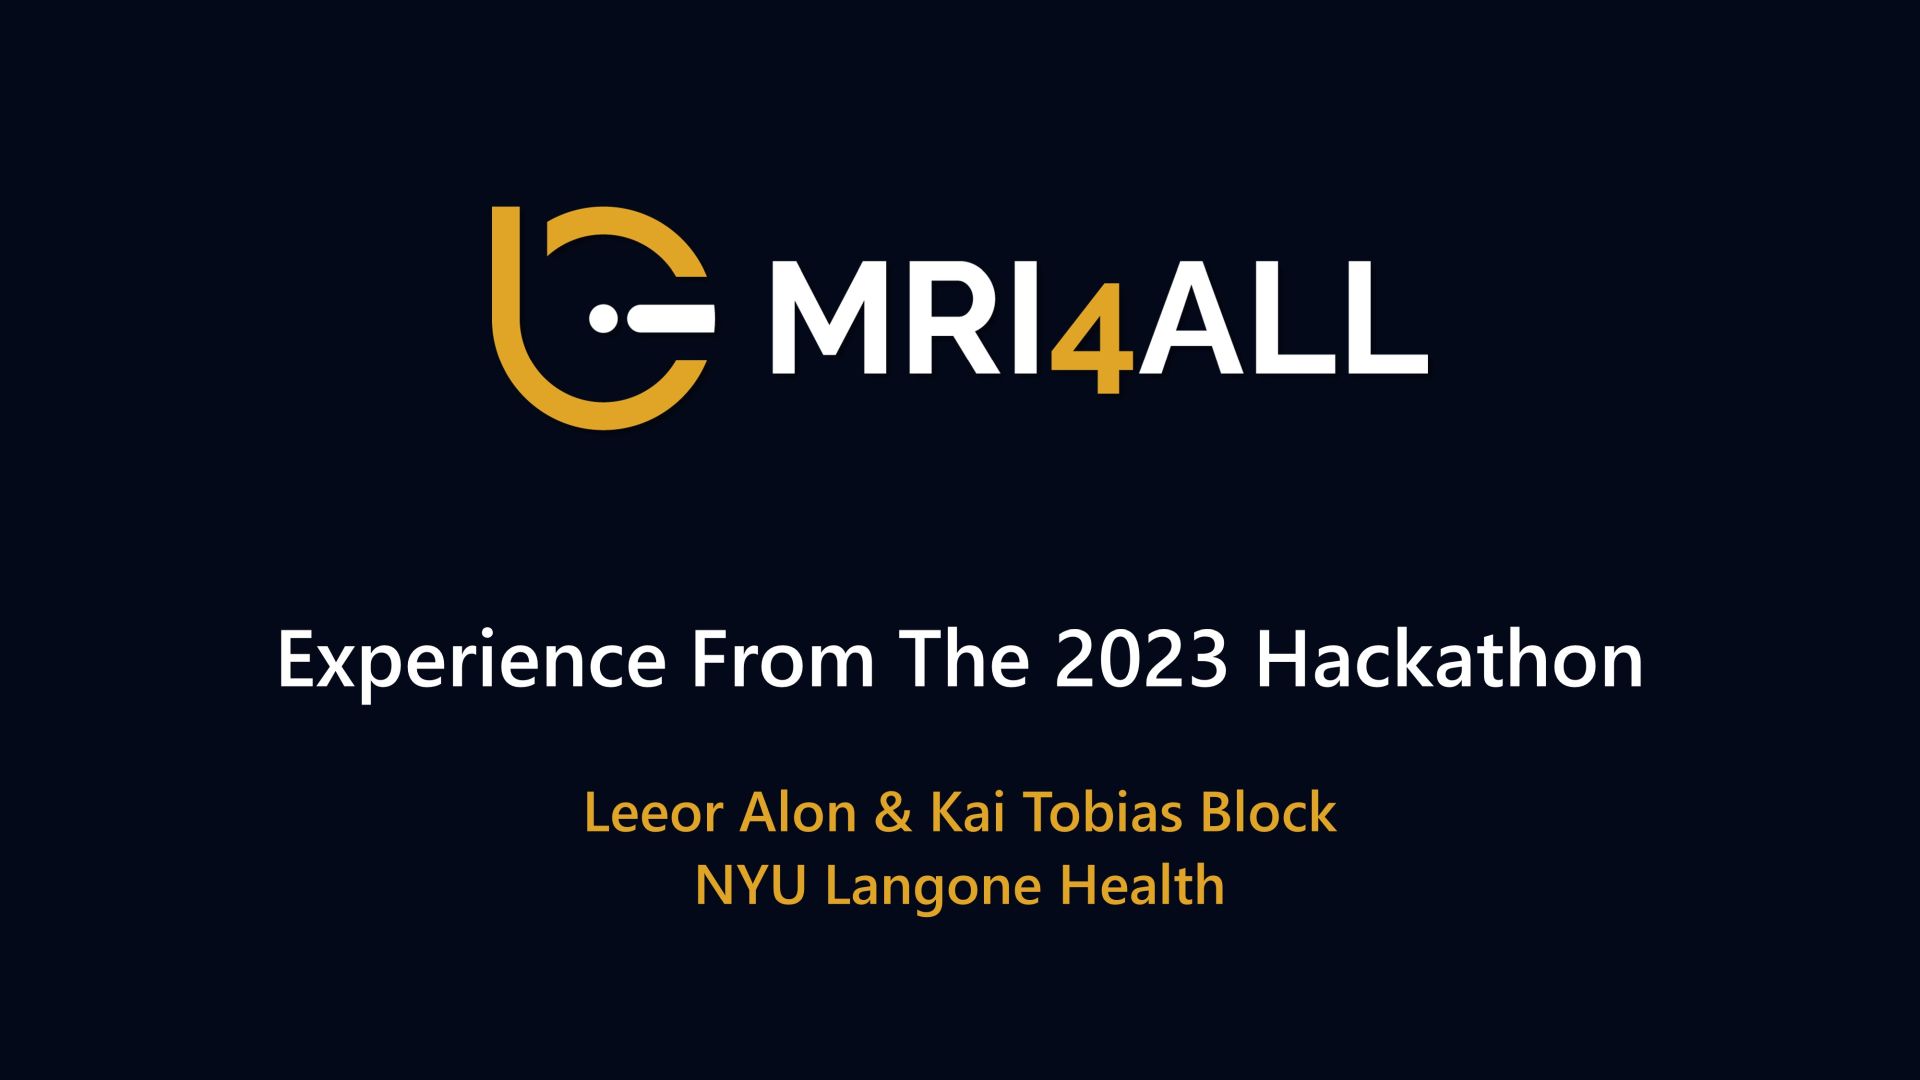 MRI4ALL
Experience From The 2023 Hackathon
Leeor Alon & Kai Tobias Block
NYU Langone Health